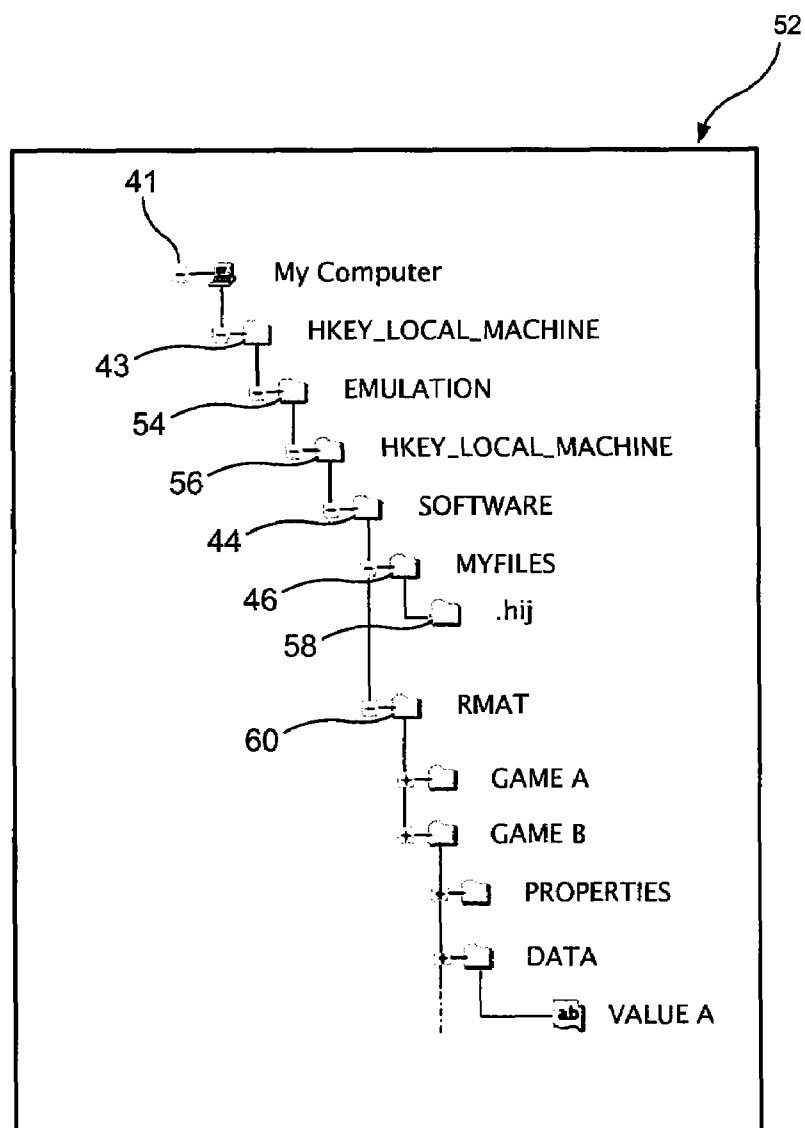 52
41
My Computer
HKEY_LOCAL_MACHINE
43
EMULATION
54
HKEY_LOCAL_MACHINE
56
SOFTWARE
44
MYFILES
46
.hij
58
RMAT
60
GAME A
GAME B
PROPERTIES
DATA
ab
VALUE A